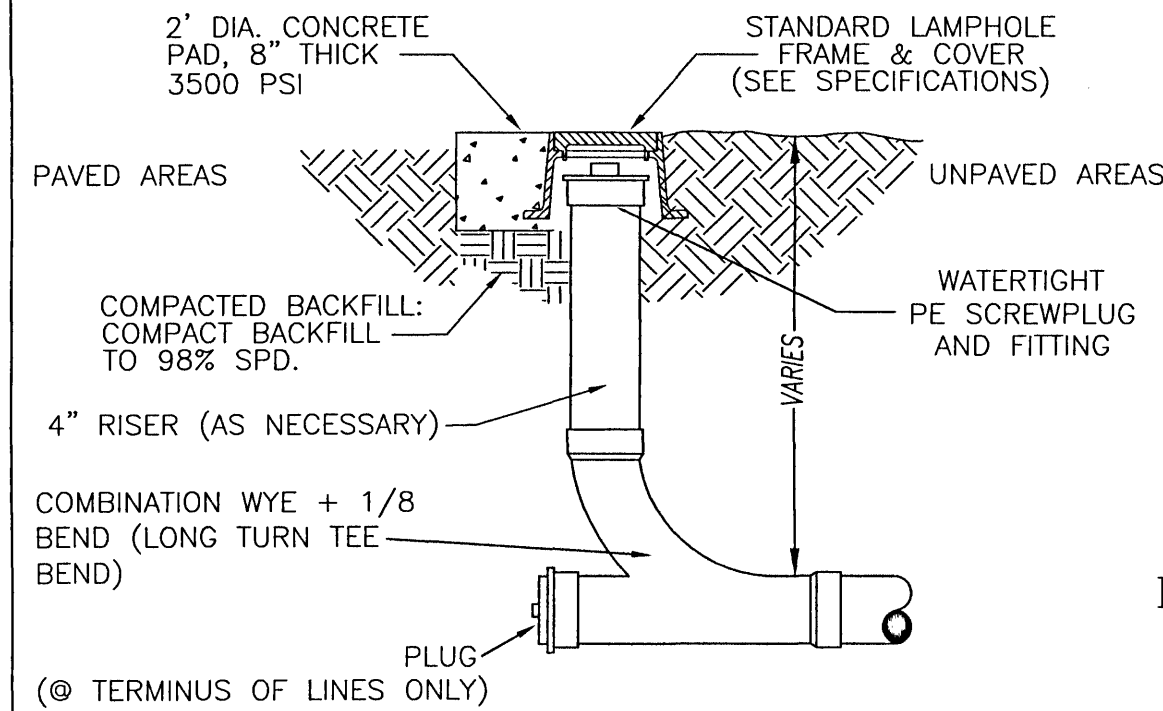 2' DIA. CONCRETE
PAD, 8" THICK
3500 PSI
STANDARD LAMPHOLE
FRAME & COVER
(SEE SPECIFICATIONS)
PAVED AREAS
UNPAVED AREAS
COMPACTED BACKFILL:
COMPACT BACKFILL
TO 98% SPD.
WATERTIGHT
PE SCREWPLUG
AND FITTING
VARIES
4" RISER (AS NECESSARY)
COMBINATION WYE + 1/8
BEND (LONG TURN TEE
BEND)
PLUG
(@ TERMINUS OF LINES ONLY)